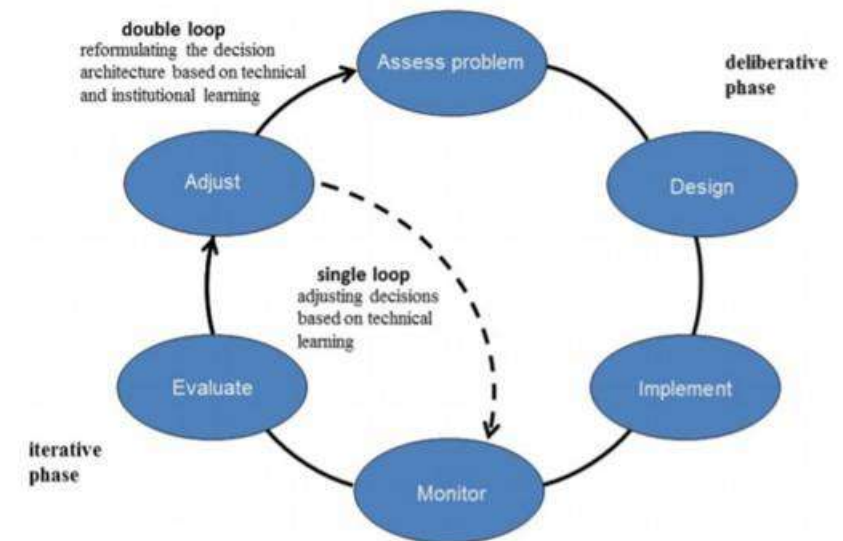 double loop
reformulating the decision
architecture based on technical
and institutional learning
Assess problem
deliberative
phase
Adjust
Design
single loop
adjusting decisions
based on technical
learning
Evaluate
Implement
iterative
phase
Monitor